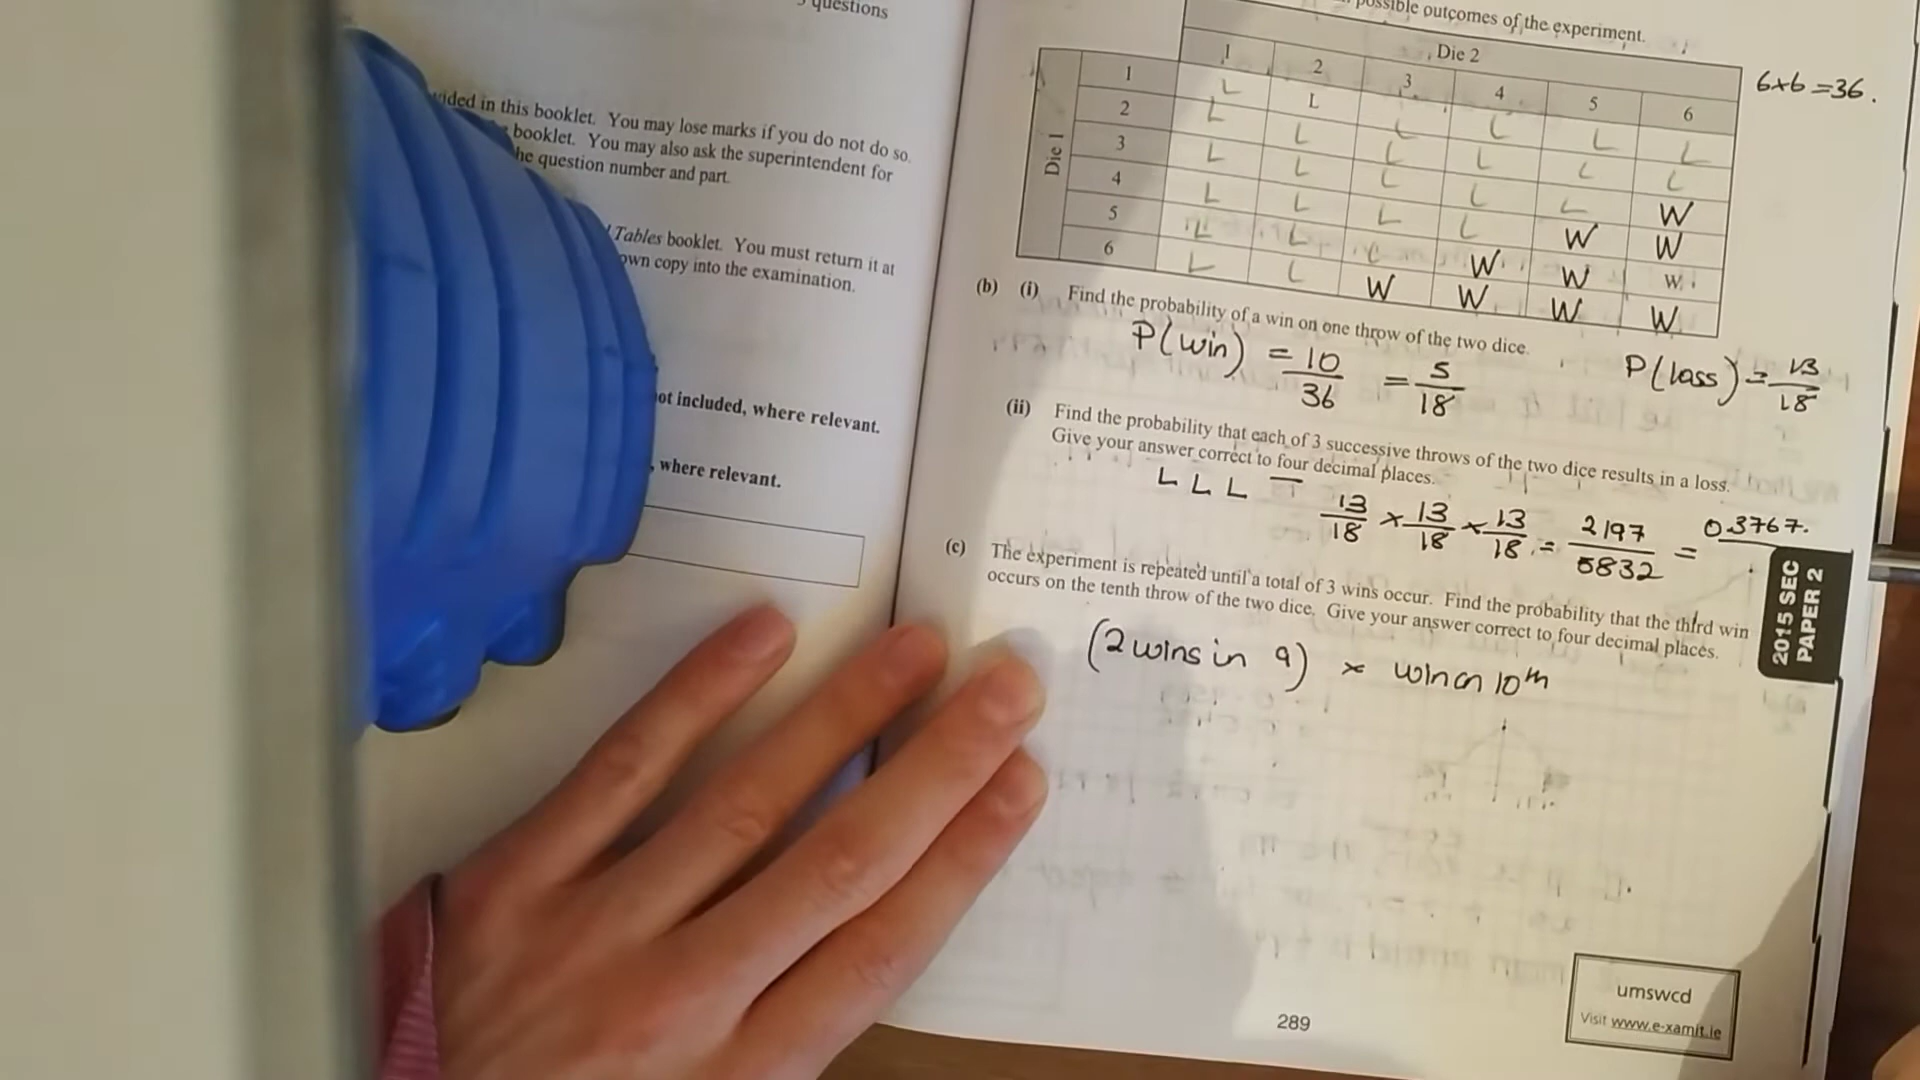 questions
ided in this booklet. You may lose marks if you do not do so.
booklet. You may also ask the superintendent for
he question number and part.
Tables booklet. You must return it at
own copy into the examination.
ot included, where relevant.
, where relevant.
possible outcomes of the experiment.
Die 2
1 2 3 4 5 6
6x6=36.
Die 1
1 L L L L L L
2 L L L L L L
3 L L L L L W
4 L L L L W W
5 L L L W W W
6 L L W W W W
(b) (i) Find the probability of a win on one throw of the two dice.
P(win) = 10/36 = 5/18
P(loss) = 13/18
(ii) Find the probability that each of 3 successive throws of the two dice results in a loss.
Give your answer correct to four decimal places.
L L L = 13/18 x 13/18 x 13/18 = 2197/5832 = 0.3767.
(c) The experiment is repeated until a total of 3 wins occur. Find the probability that the third win
occurs on the tenth throw of the two dice. Give your answer correct to four decimal places.
(2 wins in 9) x win on 10th
2015 SEC
PAPER 2
289
umswcd
Visit www.e-xamit.ie